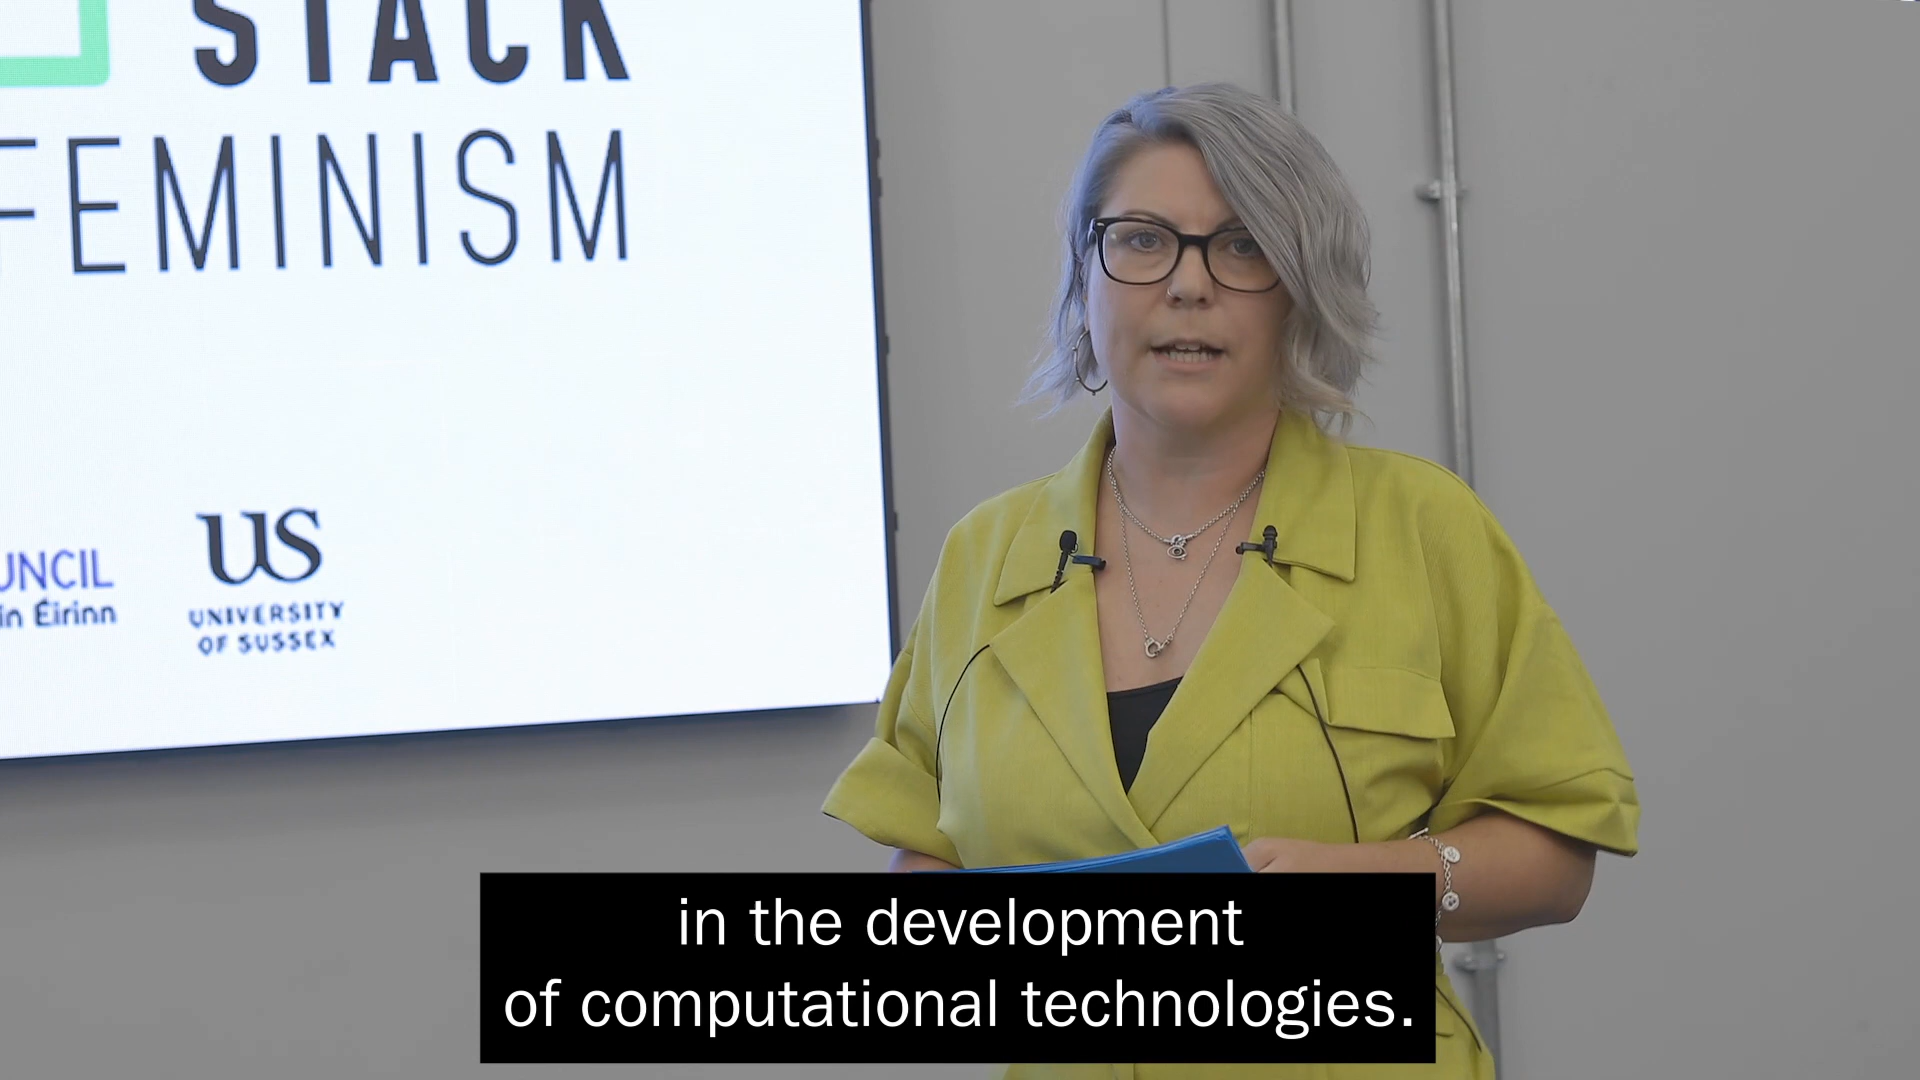 STACK
FEMINISM
UNCIL
in Éirinn
US
UNIVERSITY
OF SUSSEX
in the development
of computational technologies.